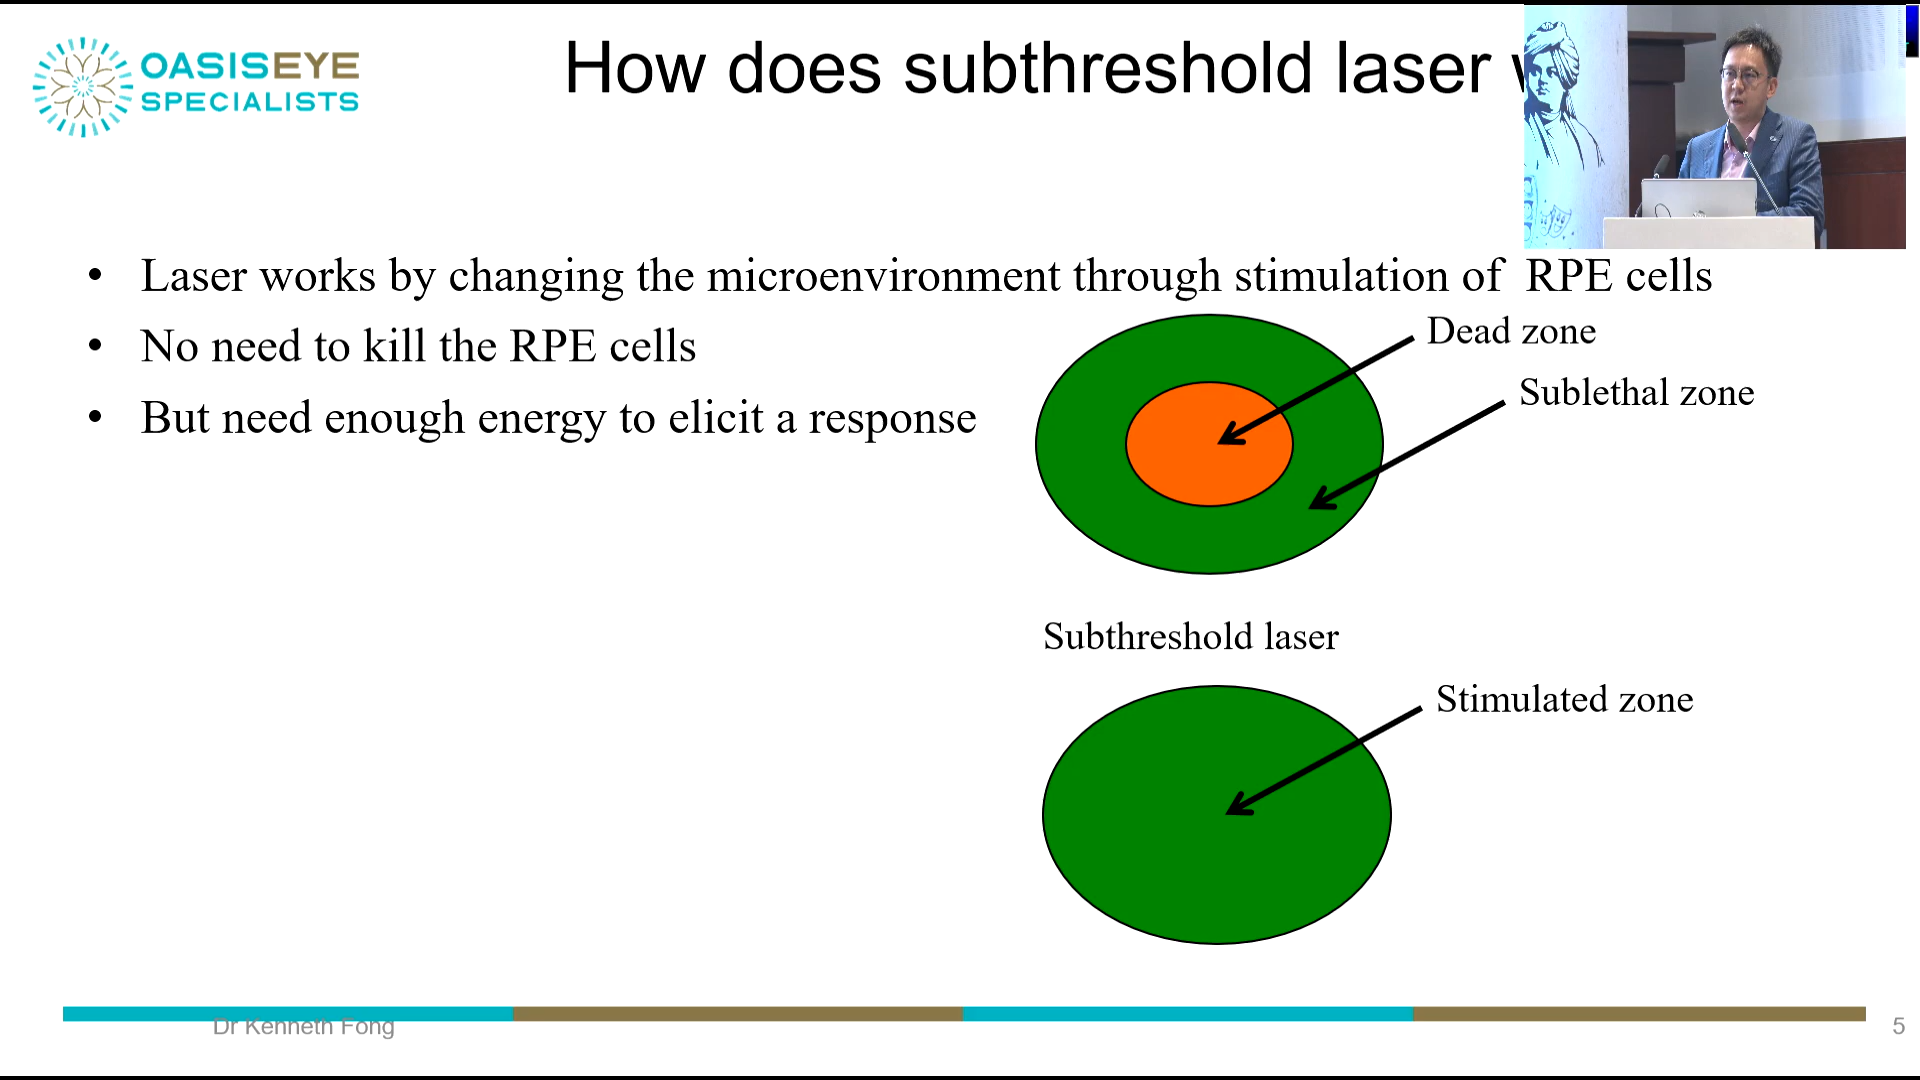 OASISEYE
SPECIALISTS
How does subthreshold laser
• Laser works by changing the microenvironment through stimulation of RPE cells
• No need to kill the RPE cells
• But need enough energy to elicit a response
Dead zone
Sublethal zone
Subthreshold laser
Stimulated zone
Dr Kenneth Fong
5